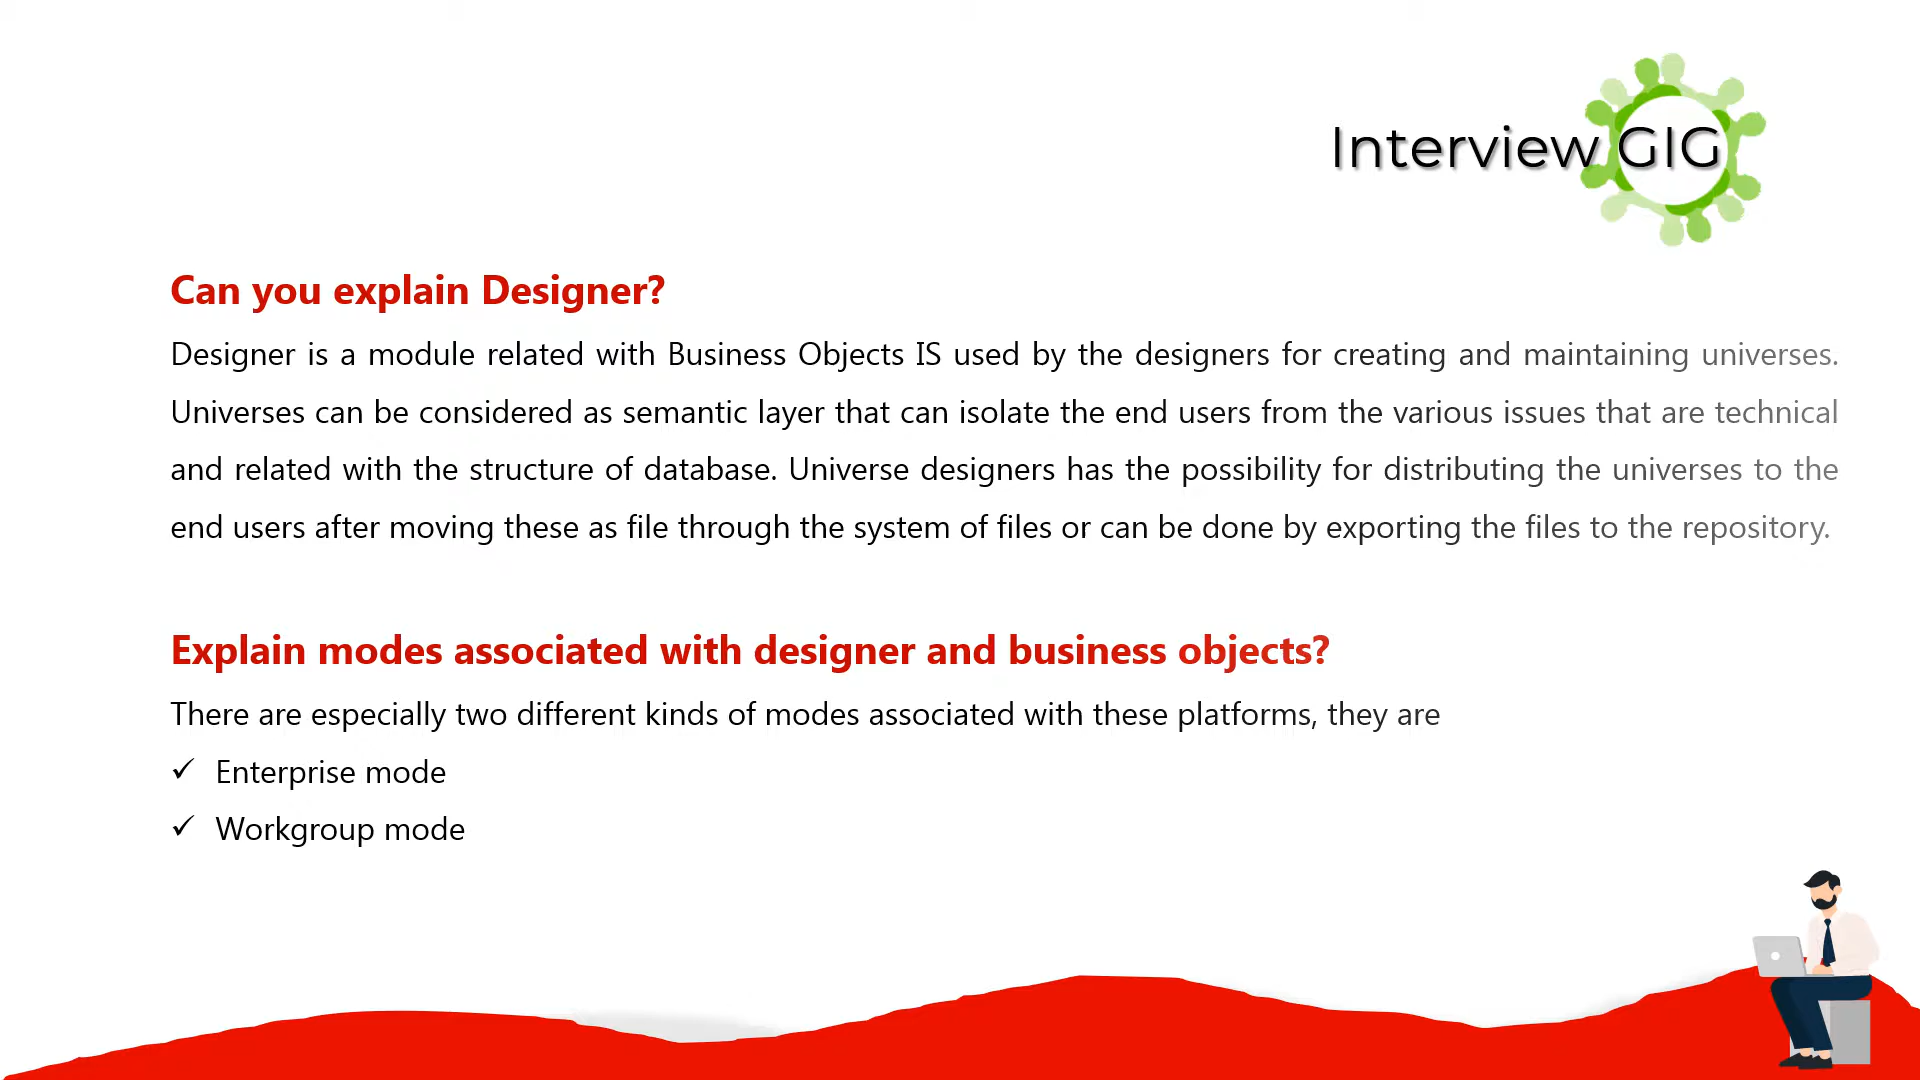 Interview GIG
Can you explain Designer?
Designer is a module related with Business Objects IS used by the designers for creating and maintaining universes.
Universes can be considered as semantic layer that can isolate the end users from the various issues that are technical
and related with the structure of database. Universe designers has the possibility for distributing the universes to the
end users after moving these as file through the system of files or can be done by exporting the files to the repository.
Explain modes associated with designer and business objects?
There are especially two different kinds of modes associated with these platforms, they are
✓ Enterprise mode
✓ Workgroup mode